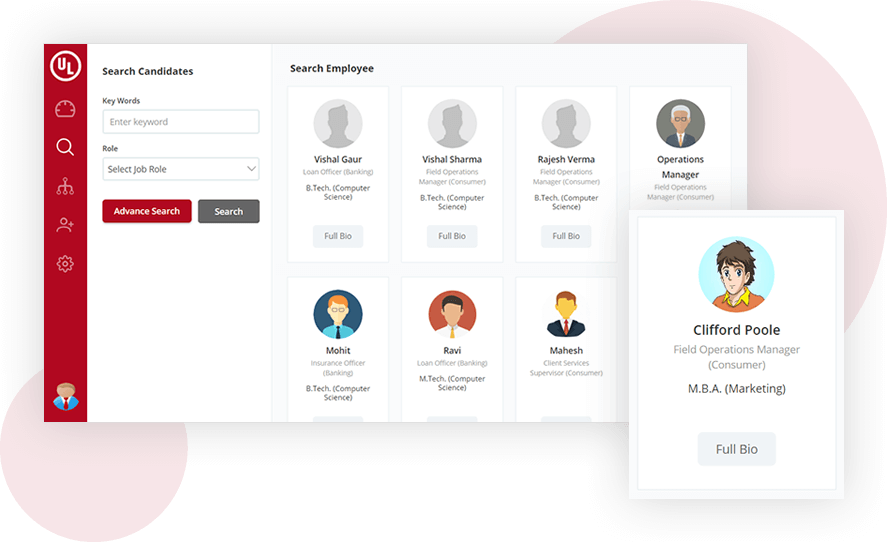 UL
Search Candidates
Key Words
Enter keyword
Role
Select Job Role
Advance Search
Search
Search Employee
Vishal Gaur
Loan Officer (Banking)
B.Tech. (Computer
Science)
Full Bio
Vishal Sharma
Field Operations
Manager (Consumer)
B.Tech. (Computer
Science)
Full Bio
Rajesh Verma
Field Operations
Manager (Consumer)
B.Tech. (Computer
Science)
Full Bio
Operations
Manager
Field Operations
Manager (Consumer)
Mohit
Insurance Officer
(Banking)
B.Tech. (Computer
Science)
Ravi
Loan Officer (Banking)
M.Tech. (Computer
Science)
Mahesh
Client Services
Supervisor (Consumer)
Clifford Poole
Field Operations Manager
(Consumer)
M.B.A. (Marketing)
Full Bio